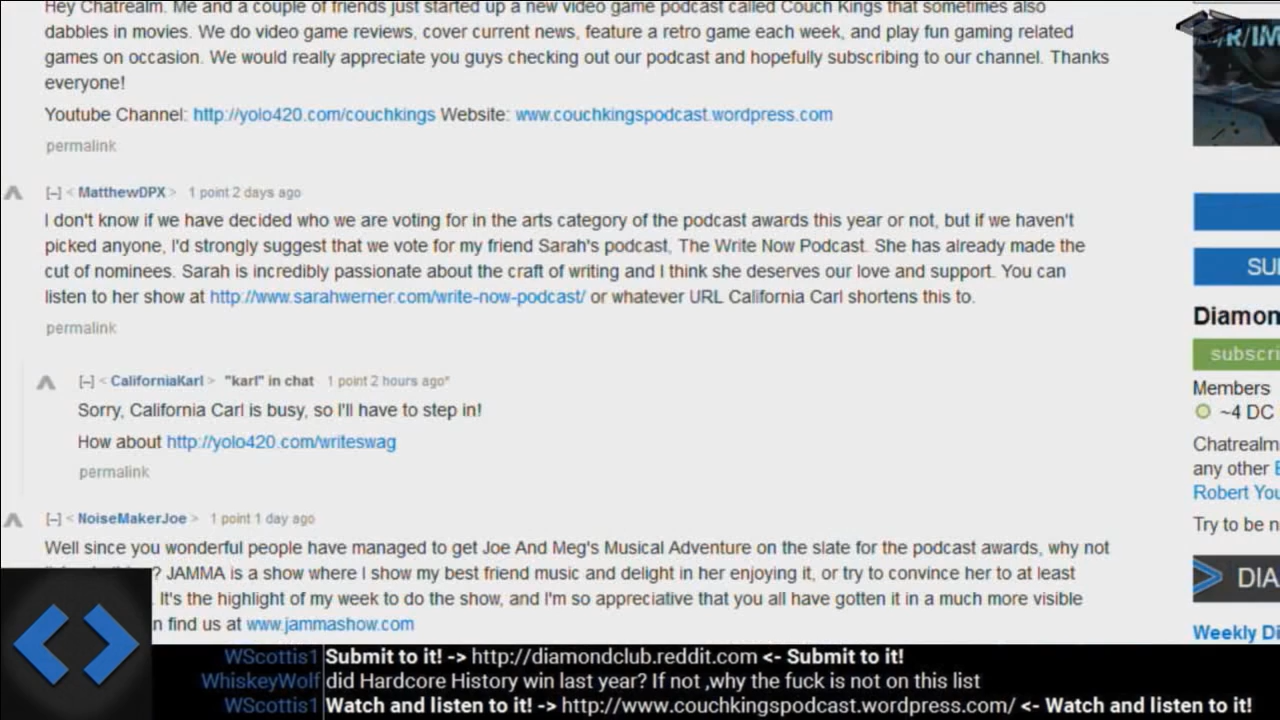 Hey Chatrealm. Me and a couple of friends just started up a new video game podcast called Couch Kings that sometimes also
dabbles in movies. We do video game reviews, cover current news, feature a retro game each week, and play fun gaming related
games on occasion. We would really appreciate you guys checking out our podcast and hopefully subscribing to our channel. Thanks
everyone!
Youtube Channel: http://yolo420.com/couchkings Website: www.couchkingspodcast.wordpress.com
permalink
[–] < MatthewDPX > 1 point 2 days ago
I don't know if we have decided who we are voting for in the arts category of the podcast awards this year or not, but if we haven't
picked anyone, I'd strongly suggest that we vote for my friend Sarah's podcast, The Write Now Podcast. She has already made the
cut of nominees. Sarah is incredibly passionate about the craft of writing and I think she deserves our love and support. You can
listen to her show at http://www.sarahwerner.com/write-now-podcast/ or whatever URL California Carl shortens this to.
permalink
[–] < CaliforniaKarl > "karl" in chat 1 point 2 hours ago*
Sorry, California Carl is busy, so I'll have to step in!
How about http://yolo420.com/writeswag
permalink
[–] < NoiseMakerJoe > 1 point 1 day ago
Well since you wonderful people have managed to get Joe And Meg's Musical Adventure on the slate for the podcast awards, why not
? JAMMA is a show where I show my best friend music and delight in her enjoying it, or try to convince her to at least
It's the highlight of my week to do the show, and I'm so appreciative that you all have gotten it in a much more visible
n find us at www.jammashow.com
/R/IM
SU
Diamon
subscri
Members
~4 DC
Chatrealm
any other
Robert You
Try to be n
DIA
Weekly Di
WScottis1 Submit to it! -> http://diamondclub.reddit.com <- Submit to it!
WhiskeyWolf did Hardcore History win last year? If not ,why the fuck is not on this list
WScottis1 Watch and listen to it! -> http://www.couchkingspodcast.wordpress.com/ <- Watch and listen to it!